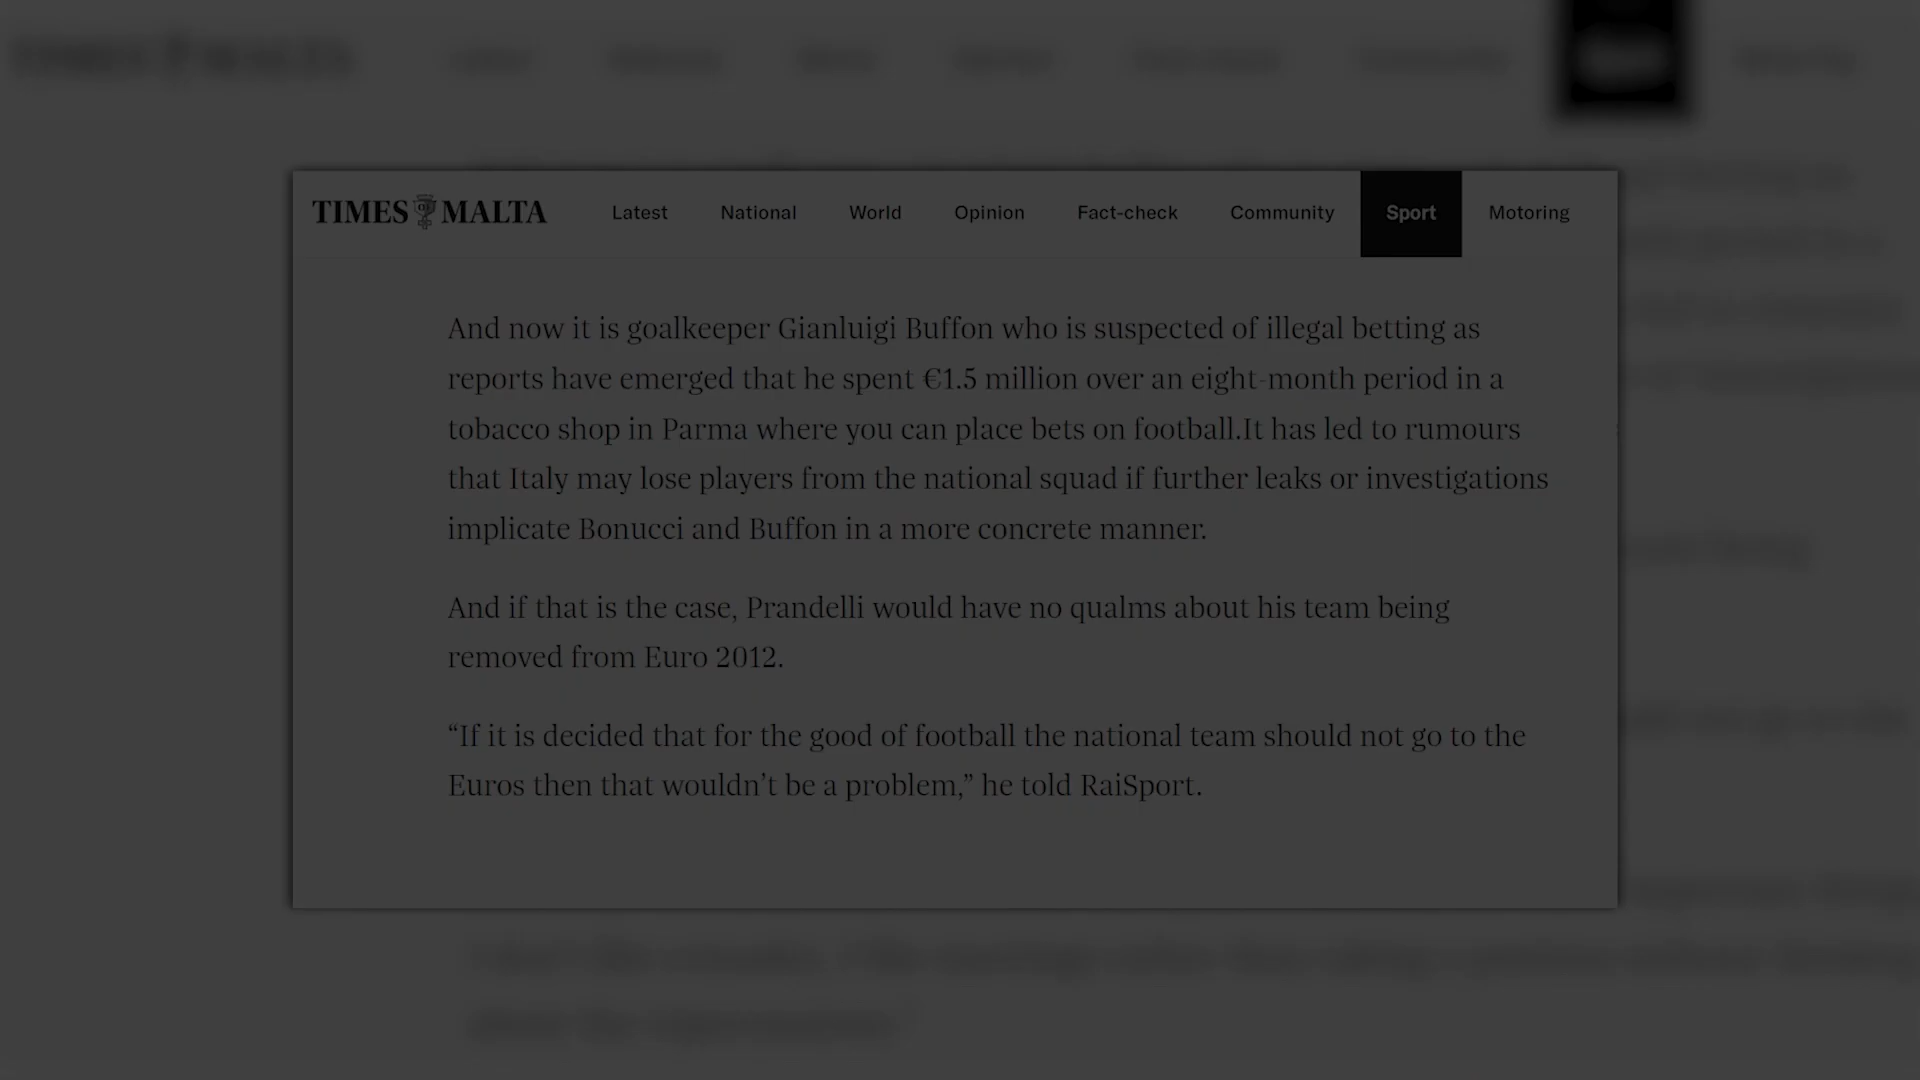 TIMES OF MALTA Latest National World Opinion Fact-check Community Sport Motoring
And now it is goalkeeper Gianluigi Buffon who is suspected of illegal betting as
reports have emerged that he spent €1.5 million over an eight-month period in a
tobacco shop in Parma where you can place bets on football.It has led to rumours
that Italy may lose players from the national squad if further leaks or investigations
implicate Bonucci and Buffon in a more concrete manner.
And if that is the case, Prandelli would have no qualms about his team being
removed from Euro 2012.
“If it is decided that for the good of football the national team should not go to the
Euros then that wouldn’t be a problem,” he told RaiSport.